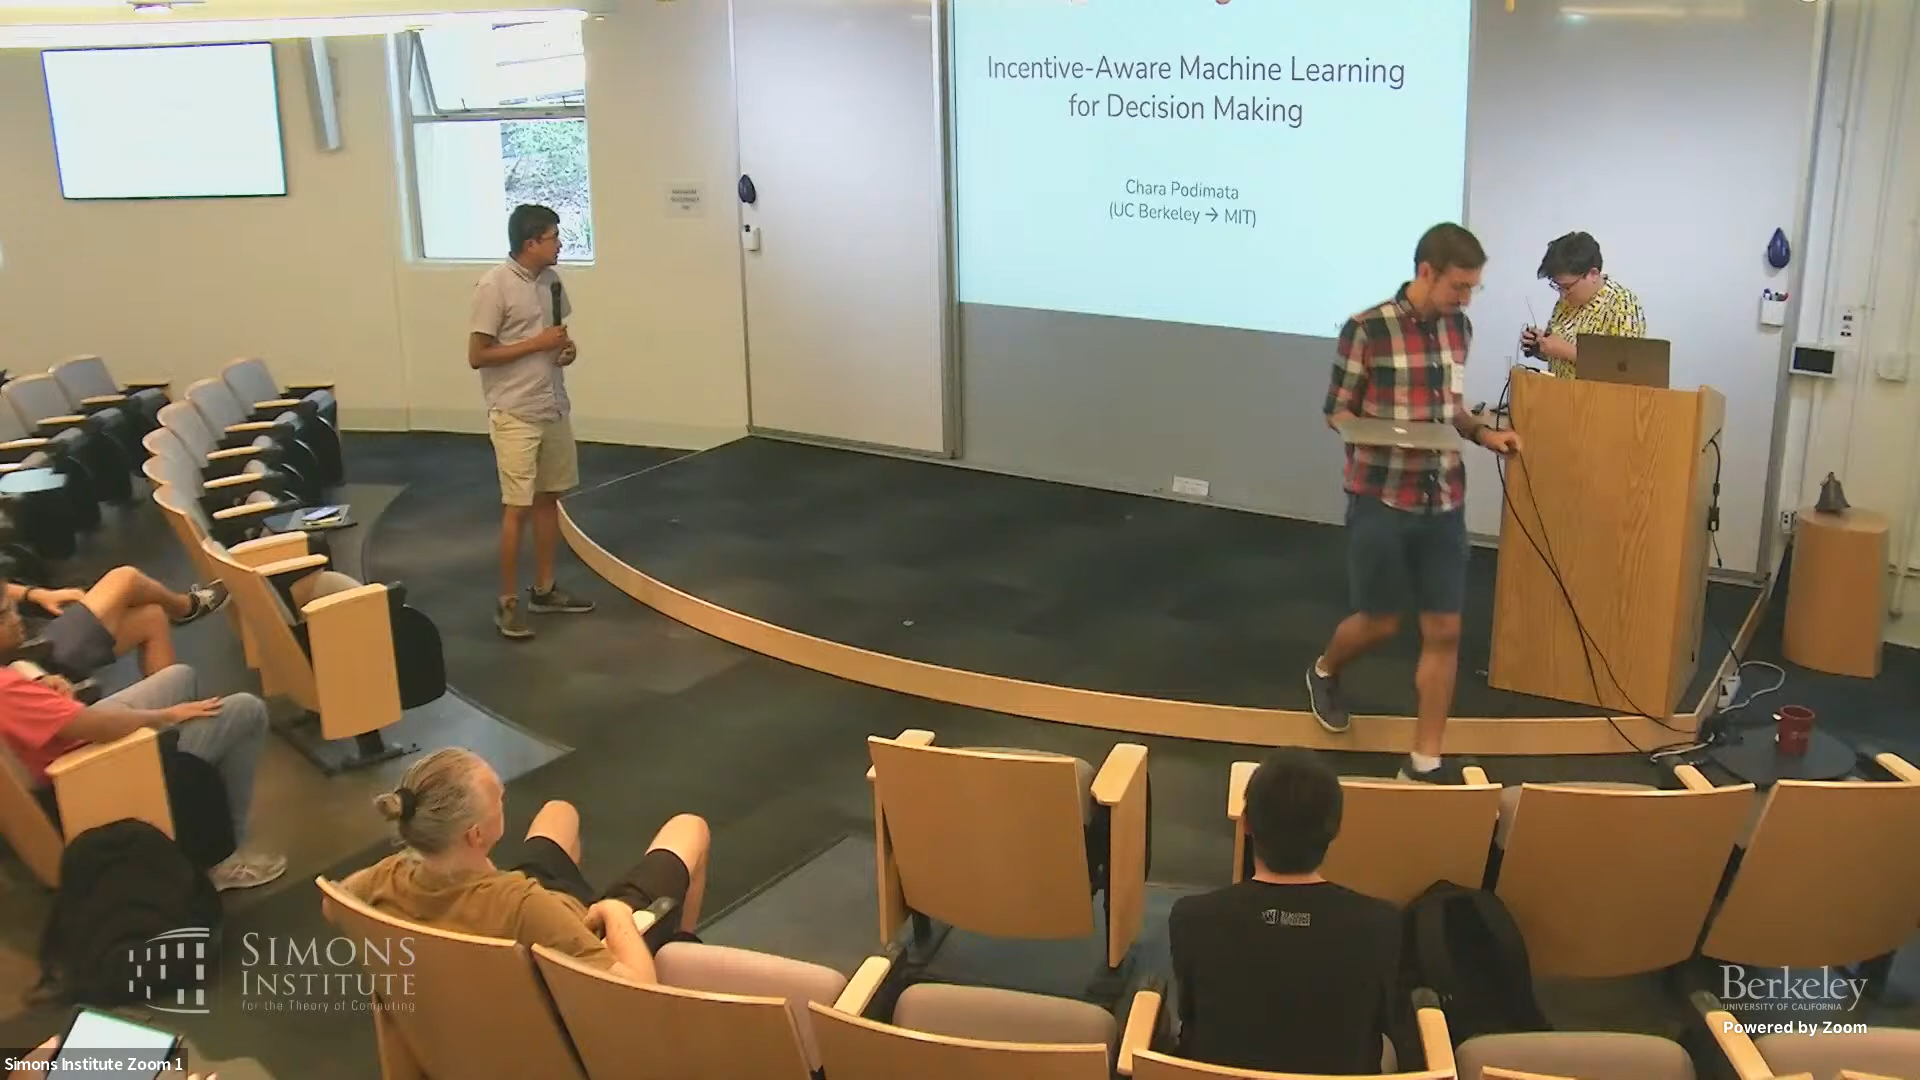 Incentive-Aware Machine Learning
for Decision Making
Chara Podimata
(UC Berkeley → MIT)
SIMONS
INSTITUTE
for the Theory of Computing
Berkeley
UNIVERSITY OF CALIFORNIA
Powered by Zoom
Simons Institute Zoom 1